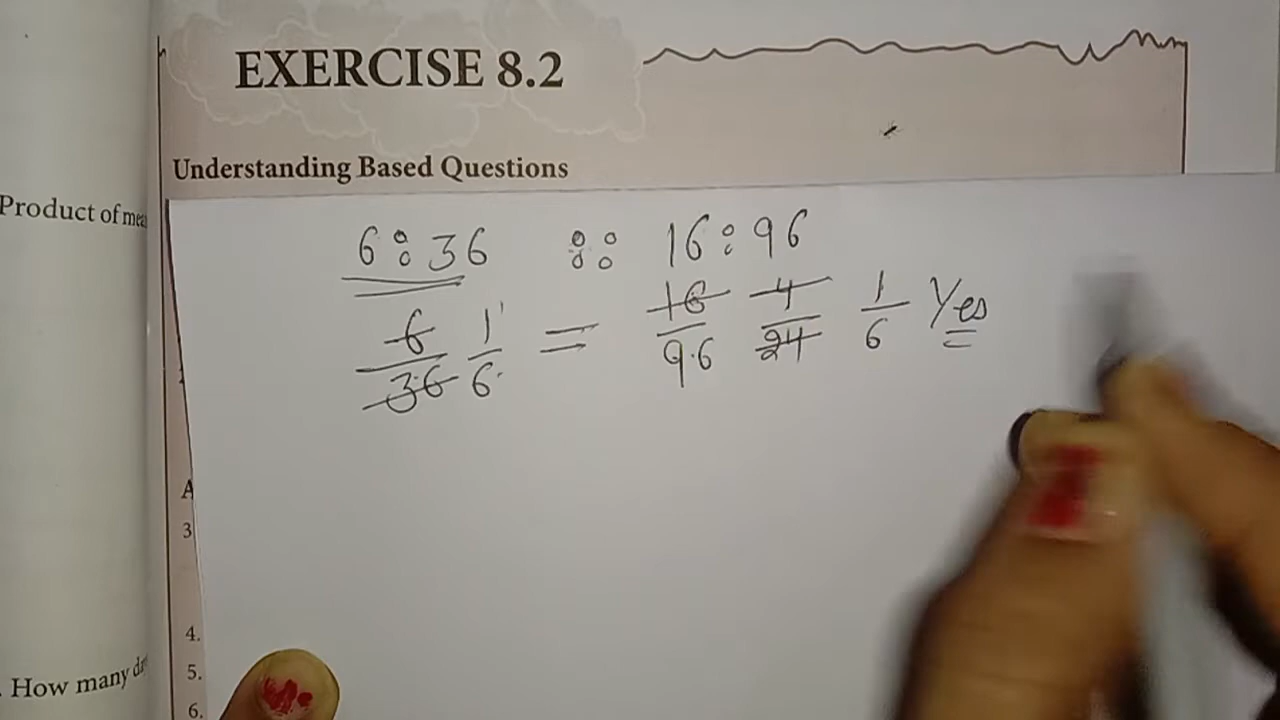 EXERCISE 8.2
Understanding Based Questions
Product of mea
6:36 :: 16:96
6/36 1/6 = 16/96 4/24 1/6 Yes
A
3
4.
5.
How many
6.